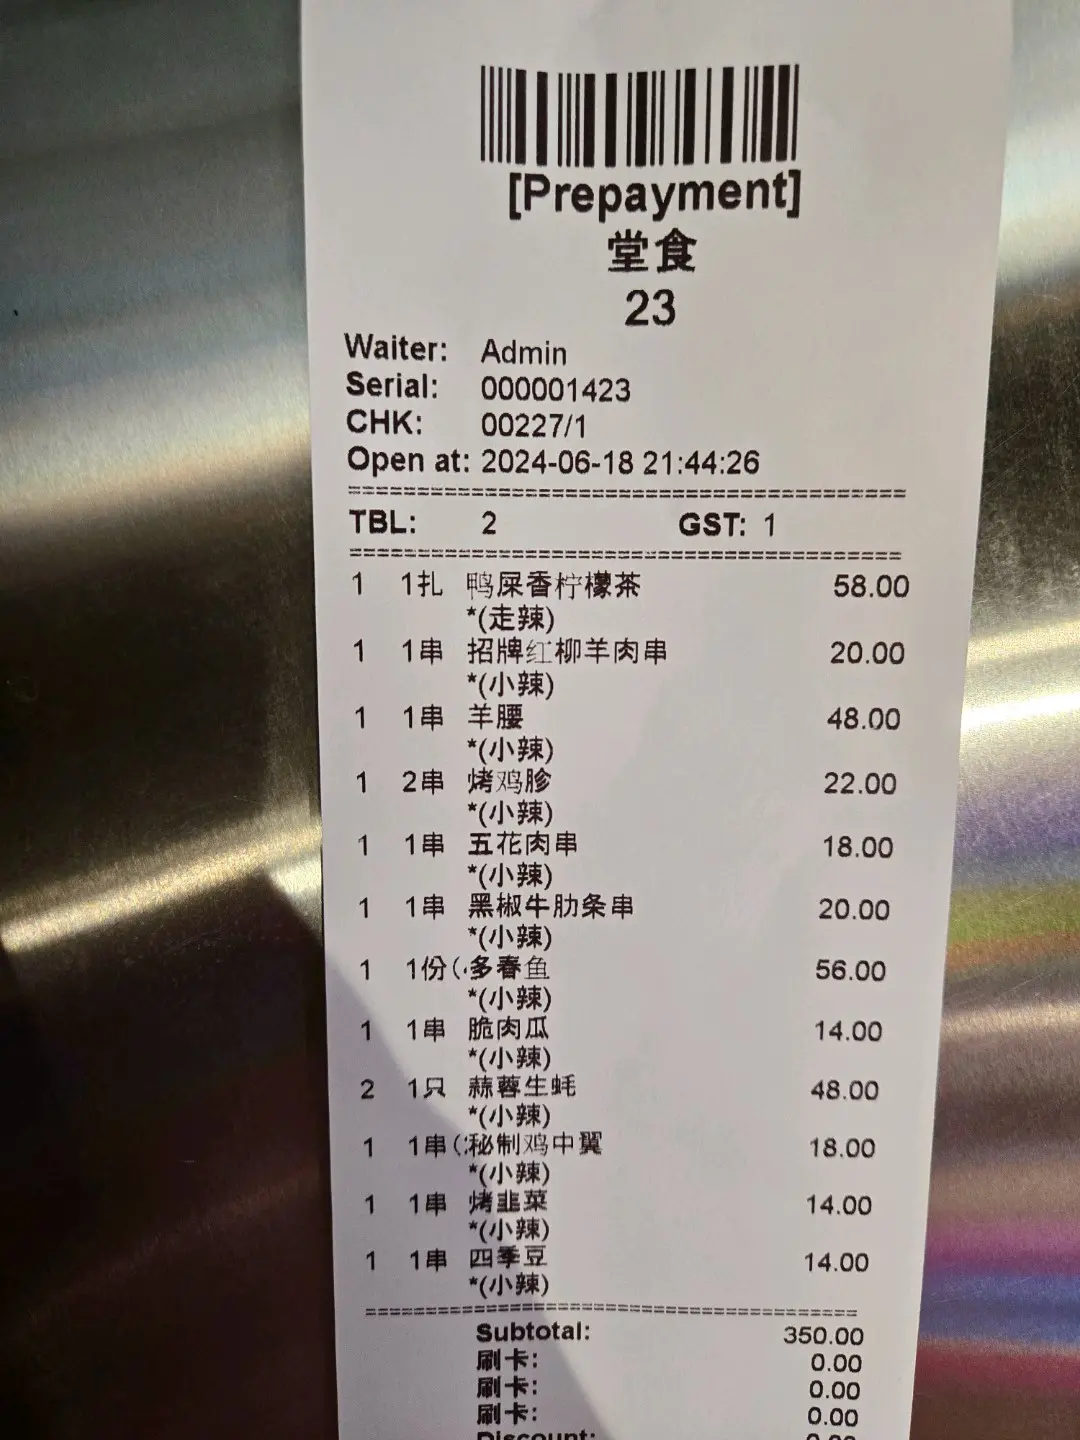 [Prepayment]
堂食
23
Waiter: Admin
Serial: 000001423
CHK: 00227/1
Open at: 2024-06-18 21:44:26
TBL: 2 GST: 1
1 1扎 鸭屎香柠檬茶 58.00
*(走辣)
1 1串 招牌红柳羊肉串 20.00
*(小辣)
1 1串 羊腰 48.00
*(小辣)
1 2串 烤鸡胗 22.00
*(小辣)
1 1串 五花肉串 18.00
*(小辣)
1 1串 黑椒牛肋条串 20.00
*(小辣)
1 1份( 多春鱼 56.00
*(小辣)
1 1串 脆肉瓜 14.00
*(小辣)
2 1只 蒜蓉生蚝 48.00
*(小辣)
1 1串( 秘制鸡中翼 18.00
*(小辣)
1 1串 烤韭菜 14.00
*(小辣)
1 1串 四季豆 14.00
*(小辣)
Subtotal: 350.00
刷卡: 0.00
刷卡: 0.00
刷卡: 0.00
Discount: 0.00